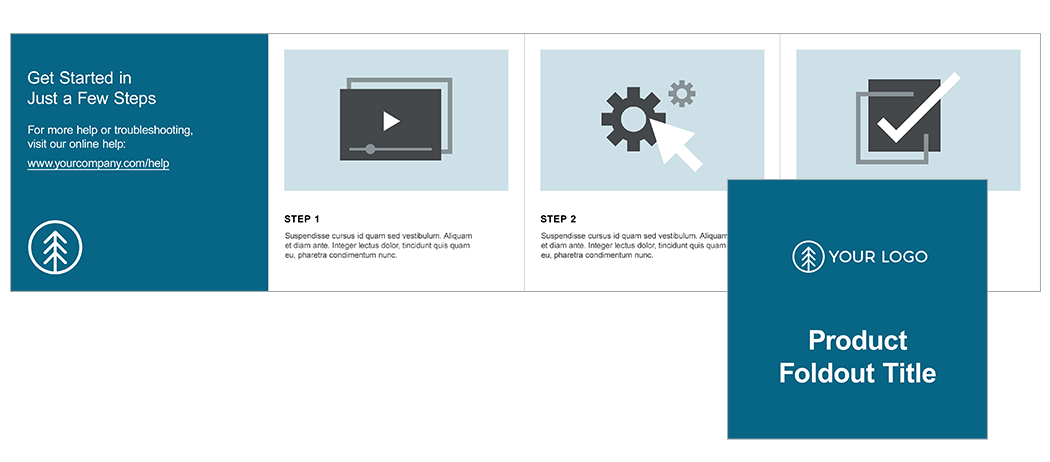 Get Started in
Just a Few Steps
For more help or troubleshooting,
visit our online help:
www.yourcompany.com/help
STEP 1
Suspendisse cursus id quam sed vestibulum. Aliquam
et diam ante. Integer lectus dolor, tincidunt quis quam
eu, pharetra condimentum nunc.
STEP 2
Suspendisse cursus id quam sed vestibulum. Aliquam
et diam ante. Integer lectus dolor, tincidunt quis quam
eu, pharetra condimentum nunc.
YOUR LOGO
Product
Foldout Title